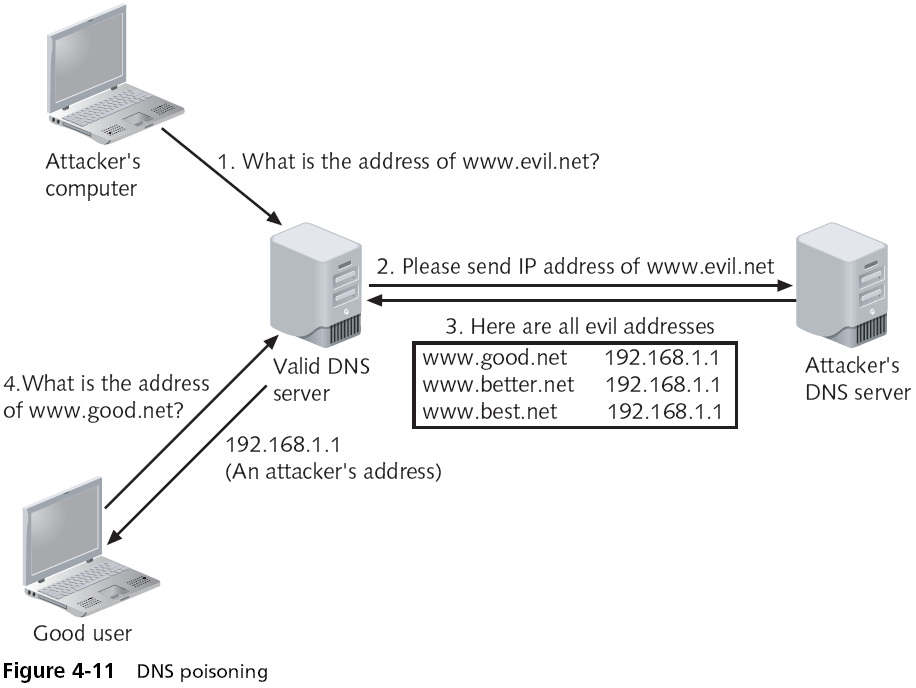 Attacker's
computer
1. What is the address of www.evil.net?
2. Please send IP address of www.evil.net
3. Here are all evil addresses
www.good.net 192.168.1.1
www.better.net 192.168.1.1
www.best.net 192.168.1.1
Valid DNS
server
Attacker's
DNS server
4.What is the address
of www.good.net?
192.168.1.1
(An attacker's address)
Good user
Figure 4-11 DNS poisoning